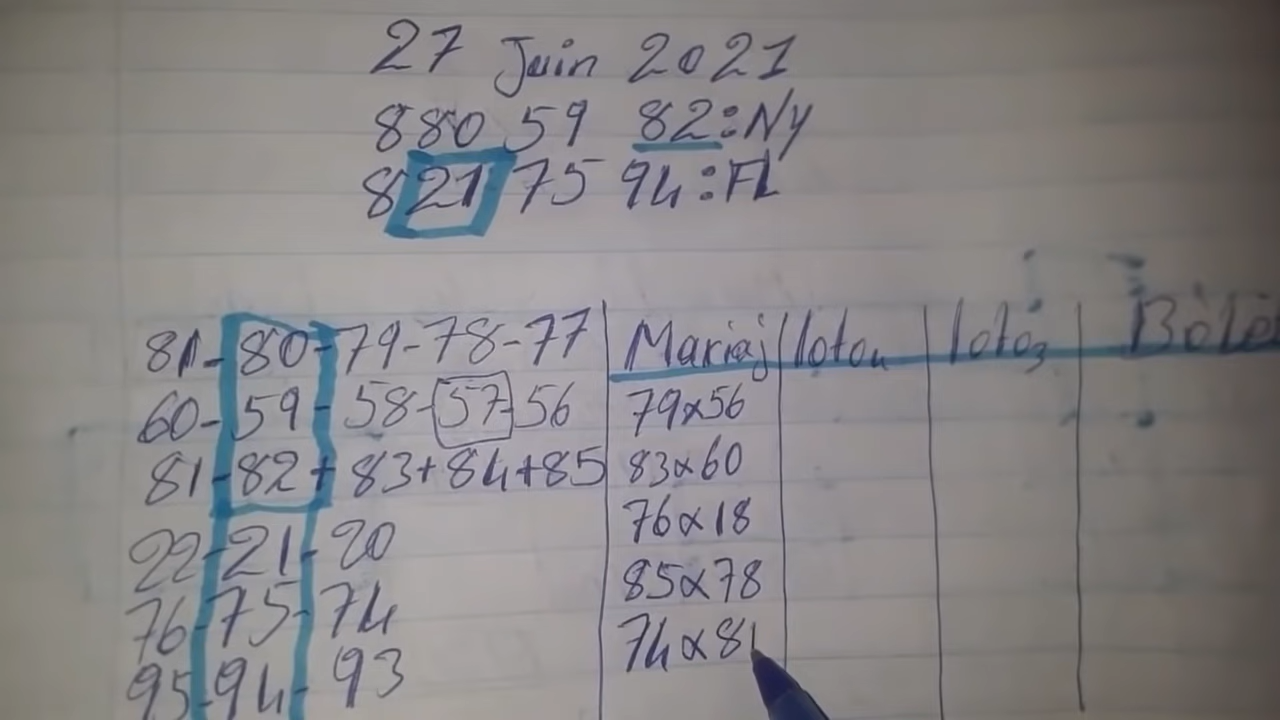 27 Juin 2021
880 59 82:NY
821 75 94:FL
81-80-79-78-77
60-59-58-57-56
81-82+83+84+85
22-21-20
76-75-74
95-94-93
Mariaj loto4 loto3 Bòlèt
79x56
83x60
76x18
85x78
74x81